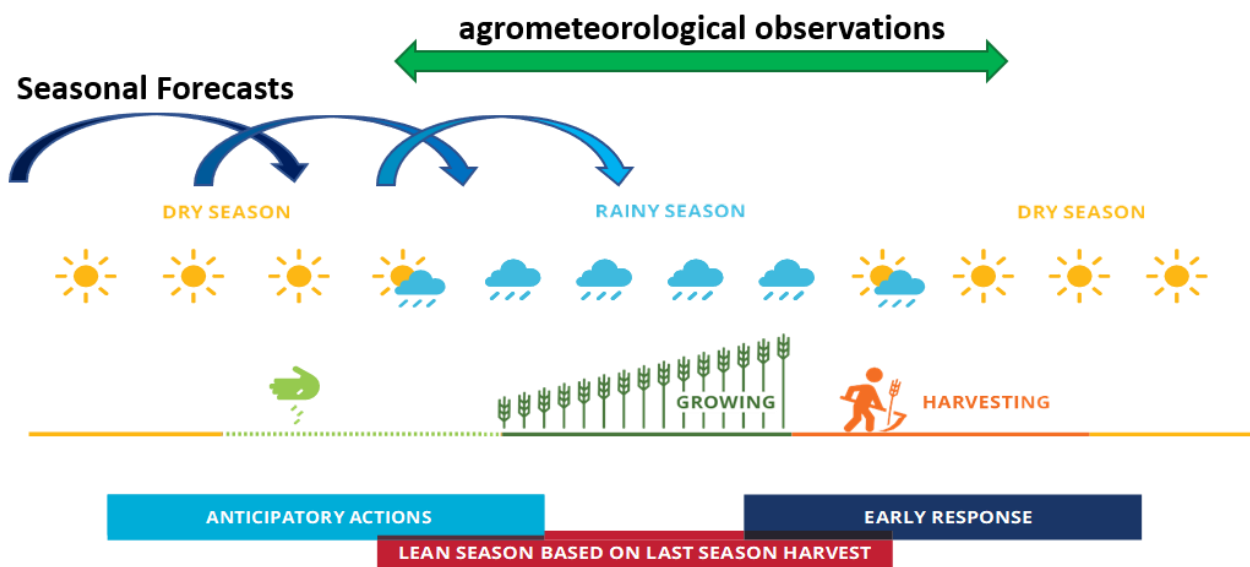 agrometeorological observations
Seasonal Forecasts
DRY SEASON
RAINY SEASON
DRY SEASON
GROWING
HARVESTING
ANTICIPATORY ACTIONS
EARLY RESPONSE
LEAN SEASON BASED ON LAST SEASON HARVEST